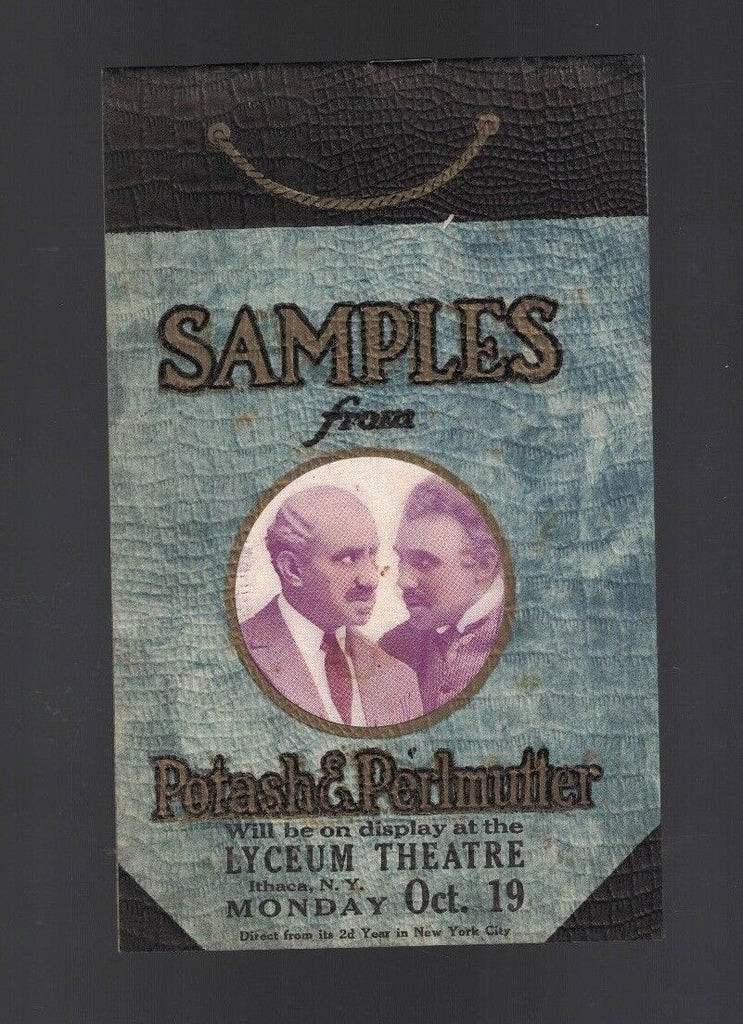 SAMPLES
from
Potash & Perlmutter
Will be on display at the
LYCEUM THEATRE
Ithaca, N. Y.
MONDAY Oct. 19
Direct from its 2d Year in New York City